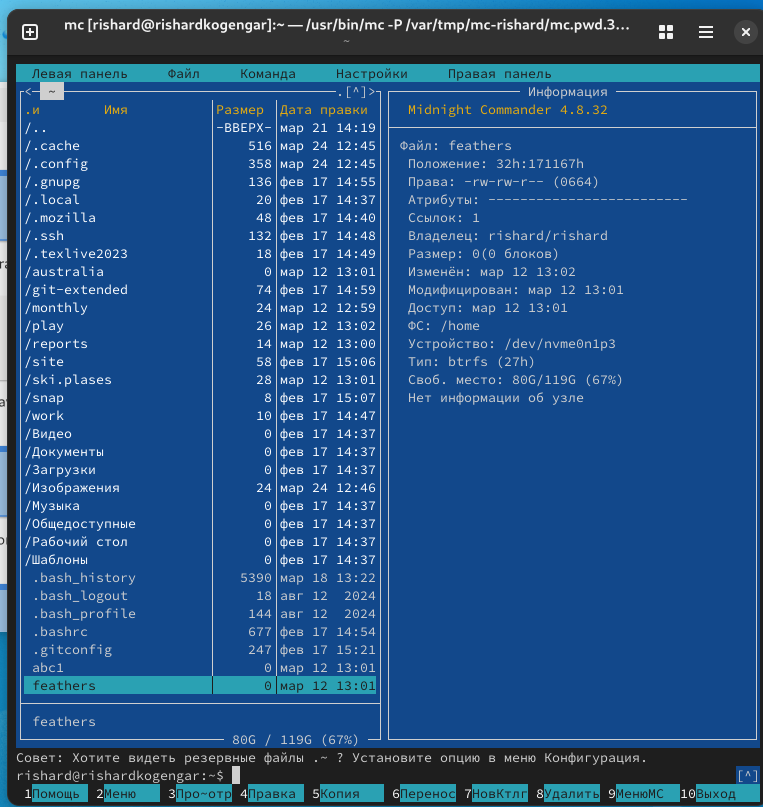 mc [rishard@rishardkogengar]:~ — /usr/bin/mc -P /var/tmp/mc-rishard/mc.pwd.3…
~
Левая панель Файл Команда Настройки Правая панель
<- ~ .[^]>
.и Имя Размер Дата правки
/.. -ВВЕРХ- мар 21 14:19
/.cache 516 мар 24 12:45
/.config 358 мар 24 12:45
/.gnupg 136 фев 17 14:55
/.local 20 фев 17 14:37
/.mozilla 48 фев 17 14:40
/.ssh 132 фев 17 14:48
/.texlive2023 18 фев 17 14:49
/australia 0 мар 12 13:01
/git-extended 74 фев 17 14:59
/monthly 24 мар 12 12:59
/play 26 мар 12 13:02
/reports 14 мар 12 13:00
/site 58 фев 17 15:06
/ski.plases 28 мар 12 13:01
/snap 8 фев 17 15:07
/work 10 фев 17 14:47
/Видео 0 фев 17 14:37
/Документы 0 фев 17 14:37
/Загрузки 0 фев 17 14:37
/Изображения 24 мар 24 12:46
/Музыка 0 фев 17 14:37
/Общедоступные 0 фев 17 14:37
/Рабочий стол 0 фев 17 14:37
/Шаблоны 0 фев 17 14:37
.bash_history 5390 мар 18 13:22
.bash_logout 18 авг 12 2024
.bash_profile 144 авг 12 2024
.bashrc 677 фев 17 14:54
.gitconfig 247 фев 17 15:21
abc1 0 мар 12 13:01
feathers 0 мар 12 13:01
feathers
80G / 119G (67%)
Информация
Midnight Commander 4.8.32
Файл: feathers
Положение: 32h:171167h
Права: -rw-rw-r-- (0664)
Атрибуты: -------------------------
Ссылок: 1
Владелец: rishard/rishard
Размер: 0(0 блоков)
Изменён: мар 12 13:02
Модифицирован: мар 12 13:01
Доступ: мар 12 13:01
ФС: /home
Устройство: /dev/nvme0n1p3
Тип: btrfs (27h)
Своб. место: 80G/119G (67%)
Нет информации об узле
Совет: Хотите видеть резервные файлы .~ ? Установите опцию в меню Конфигурация.
rishard@rishardkogengar:~$ [^]
1Помощь 2Меню 3Про~отр 4Правка 5Копия 6Перенос 7НовКтлг 8Удалить 9МенюМС 10Выход